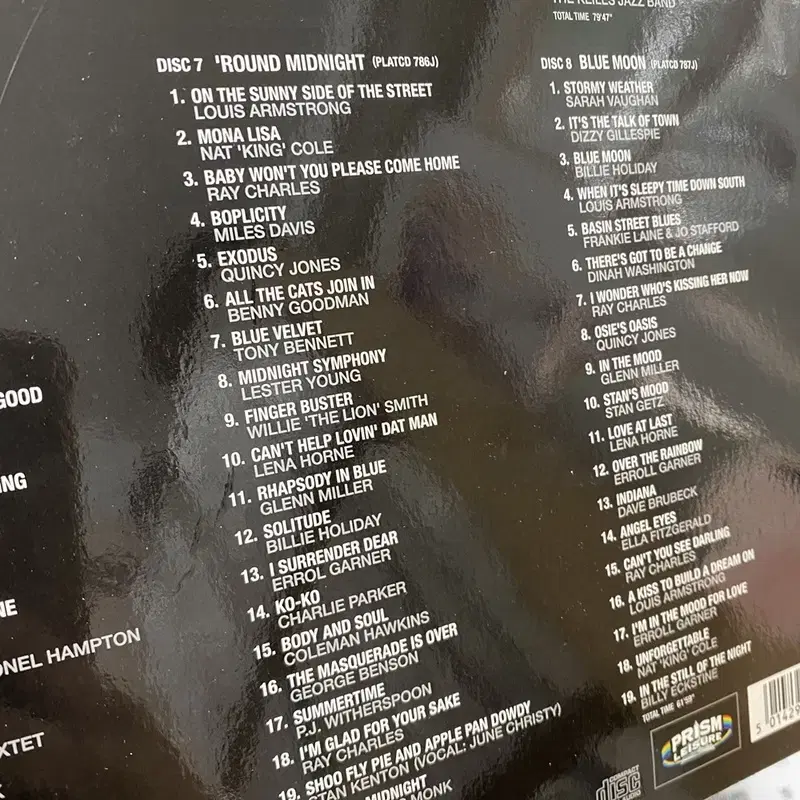 THE KEILES JAZZ BAND
TOTAL TIME 79'47"
DISC 7 'ROUND MIDNIGHT (PLATCD 786J)
1. ON THE SUNNY SIDE OF THE STREET
LOUIS ARMSTRONG
2. MONA LISA
NAT 'KING' COLE
3. BABY WON'T YOU PLEASE COME HOME
RAY CHARLES
4. BOPLICITY
MILES DAVIS
5. EXODUS
QUINCY JONES
6. ALL THE CATS JOIN IN
BENNY GOODMAN
7. BLUE VELVET
TONY BENNETT
8. MIDNIGHT SYMPHONY
LESTER YOUNG
9. FINGER BUSTER
WILLIE 'THE LION' SMITH
10. CAN'T HELP LOVIN' DAT MAN
LENA HORNE
11. RHAPSODY IN BLUE
GLENN MILLER
12. SOLITUDE
BILLIE HOLIDAY
13. I SURRENDER DEAR
ERROL GARNER
14. KO-KO
CHARLIE PARKER
15. BODY AND SOUL
COLEMAN HAWKINS
16. THE MASQUERADE IS OVER
GEORGE BENSON
17. SUMMERTIME
P.J. WITHERSPOON
18. I'M GLAD FOR YOUR SAKE
RAY CHARLES
19. SHOO FLY PIE AND APPLE PAN DOWDY
STAN KENTON (VOCAL: JUNE CHRISTY)
MIDNIGHT
MONK
DISC 8 BLUE MOON (PLATCD 787J)
1. STORMY WEATHER
SARAH VAUGHAN
2. IT'S THE TALK OF TOWN
DIZZY GILLESPIE
3. BLUE MOON
BILLIE HOLIDAY
4. WHEN IT'S SLEEPY TIME DOWN SOUTH
LOUIS ARMSTRONG
5. BASIN STREET BLUES
FRANKIE LAINE & JO STAFFORD
6. THERE'S GOT TO BE A CHANGE
DINAH WASHINGTON
7. I WONDER WHO'S KISSING HER NOW
RAY CHARLES
8. OSIE'S OASIS
QUINCY JONES
9. IN THE MOOD
GLENN MILLER
10. STAN'S MOOD
STAN GETZ
11. LOVE AT LAST
LENA HORNE
12. OVER THE RAINBOW
ERROLL GARNER
13. INDIANA
DAVE BRUBECK
14. ANGEL EYES
ELLA FITZGERALD
15. CAN'T YOU SEE DARLING
RAY CHARLES
16. A KISS TO BUILD A DREAM ON
LOUIS ARMSTRONG
17. I'M IN THE MOOD FOR LOVE
ERROLL GARNER
18. UNFORGETTABLE
NAT 'KING' COLE
19. IN THE STILL OF THE NIGHT
BILLY ECKSTINE
TOTAL TIME
PRISM
LEISURE
COMPACT
disc
GOOD
ING
NE
ONEL HAMPTON
XTET